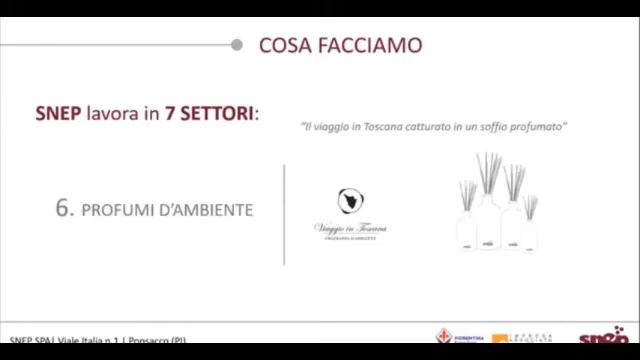 COSA FACCIAMO
SNEP lavora in 7 SETTORI:
"Il viaggio in Toscana catturato in un soffio profumato"
6. PROFUMI D'AMBIENTE
Viaggio in Toscana
SNEP SPA| Viale Italia n.1 | Ponsacco (PI)
FIORENTINA
snep